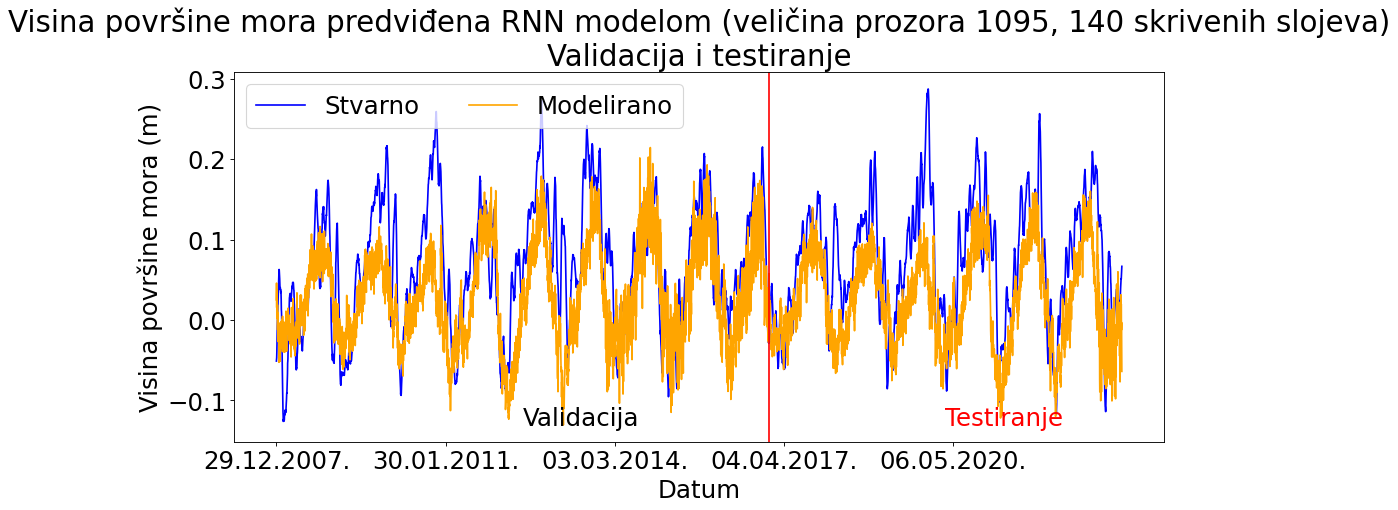 Visina površine mora predviđena RNN modelom (veličina prozora 1095, 140 skrivenih slojeva)
Validacija i testiranje
Stvarno
Modelirano
Visina površine mora (m)
0.3
0.2
0.1
0.0
−0.1
Validacija
Testiranje
29.12.2007.
30.01.2011.
03.03.2014.
04.04.2017.
06.05.2020.
Datum